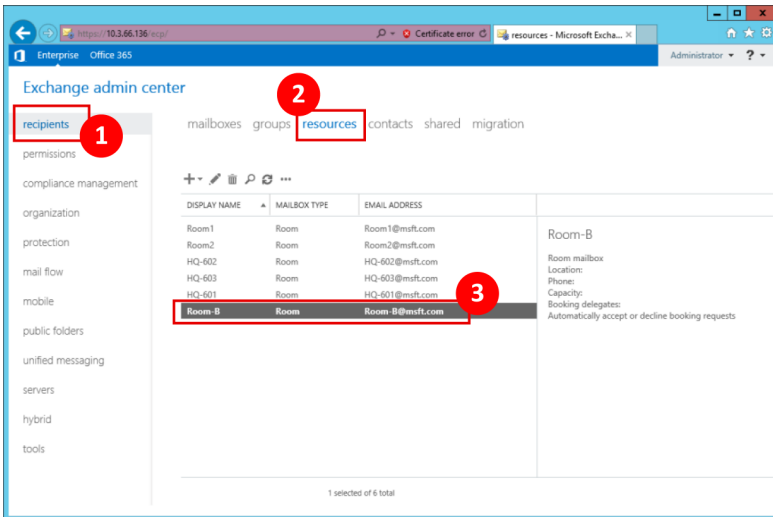 https://10.3.66.136/ecp/
Certificate error
resources - Microsoft Excha...
Enterprise Office 365
Administrator
?
Exchange admin center
2
recipients
1
mailboxes groups resources contacts shared migration
permissions
compliance management
organization
protection
mail flow
mobile
public folders
unified messaging
servers
hybrid
tools
DISPLAY NAME MAILBOX TYPE EMAIL ADDRESS
Room1 Room Room1@msft.com
Room2 Room Room2@msft.com
HQ-602 Room HQ-602@msft.com
HQ-603 Room HQ-603@msft.com
HQ-601 Room HQ-601@msft.com
3
Room-B Room Room-B@msft.com
Room-B
Room mailbox
Location:
Phone:
Capacity:
Booking delegates:
Automatically accept or decline booking requests
1 selected of 6 total